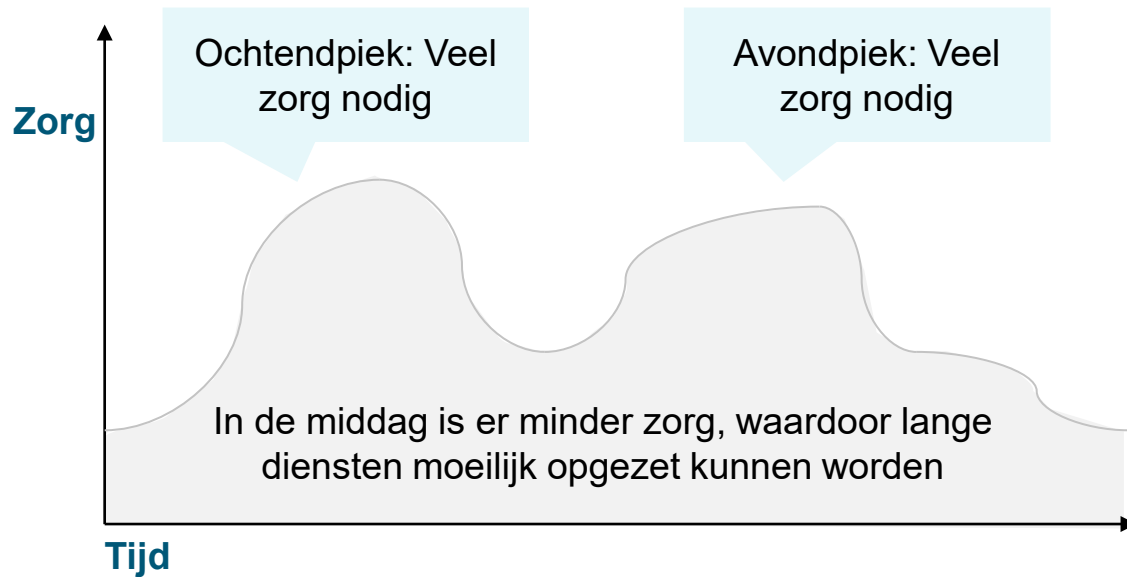 Ochtendpiek: Veel
zorg nodig
Avondpiek: Veel
zorg nodig
Zorg
In de middag is er minder zorg, waardoor lange
diensten moeilijk opgezet kunnen worden
Tijd